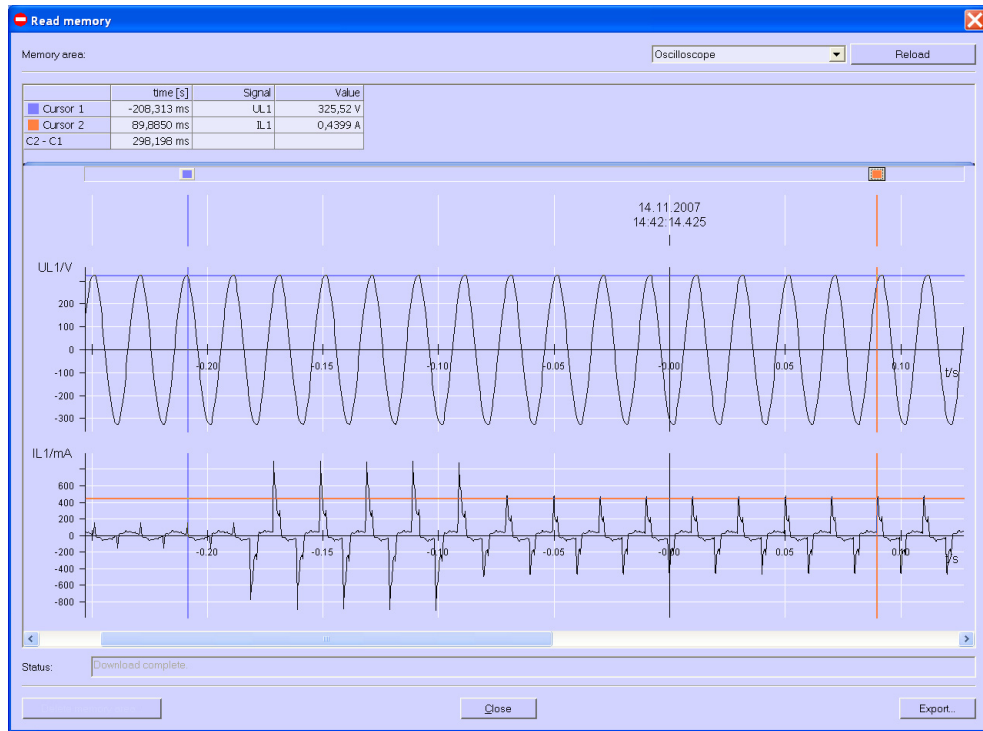 Read memory
Memory area: Oscilloscope Reload
time [s] Signal Value
Cursor 1 -208,313 ms UL1 325,52 V
Cursor 2 89,8850 ms IL1 0,4399 A
C2 - C1 298,198 ms
14.11.2007
14:42:14.425
UL1/V
200
100
0
-0.20 -0.15 -0.10 -0.05 -0.00 0.05 0.10 t/s
-100
-200
-300
IL1/mA
600
400
200
0
-0.20 -0.15 -0.10 -0.05 -0.00 0.05 0.10 t/s
-200
-400
-600
-800
Status: Download complete.
Close Export...